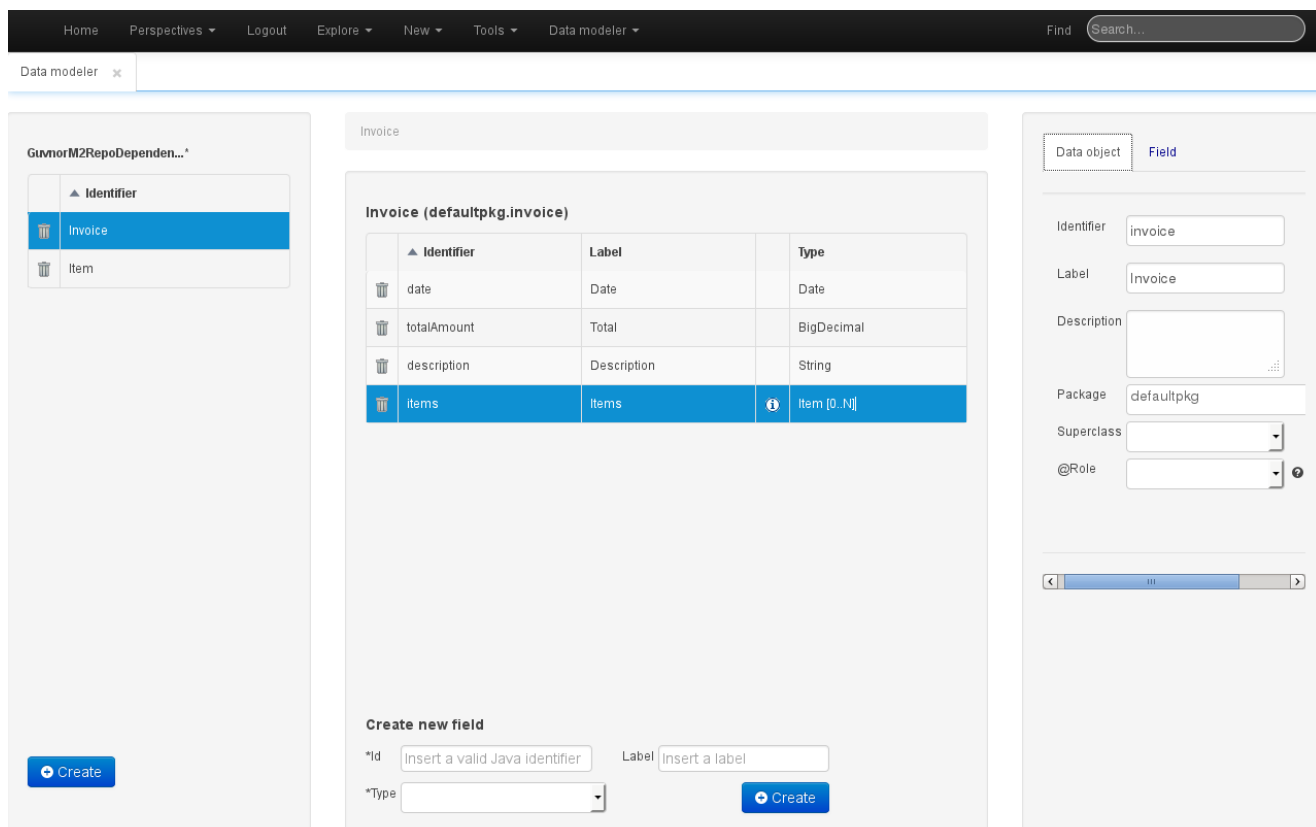 Home Perspectives Logout Explore New Tools Data modeler Find Search...
Data modeler
GuvnorM2RepoDependen...*
Identifier
Invoice
Item
Create
Invoice
Invoice (defaultpkg.invoice)
Identifier Label Type
date Date Date
totalAmount Total BigDecimal
description Description String
items Items Item [0..N]
Create new field
*Id Insert a valid Java identifier Label Insert a label
*Type Create
Data object Field
Identifier invoice
Label Invoice
Description
Package defaultpkg
Superclass
@Role